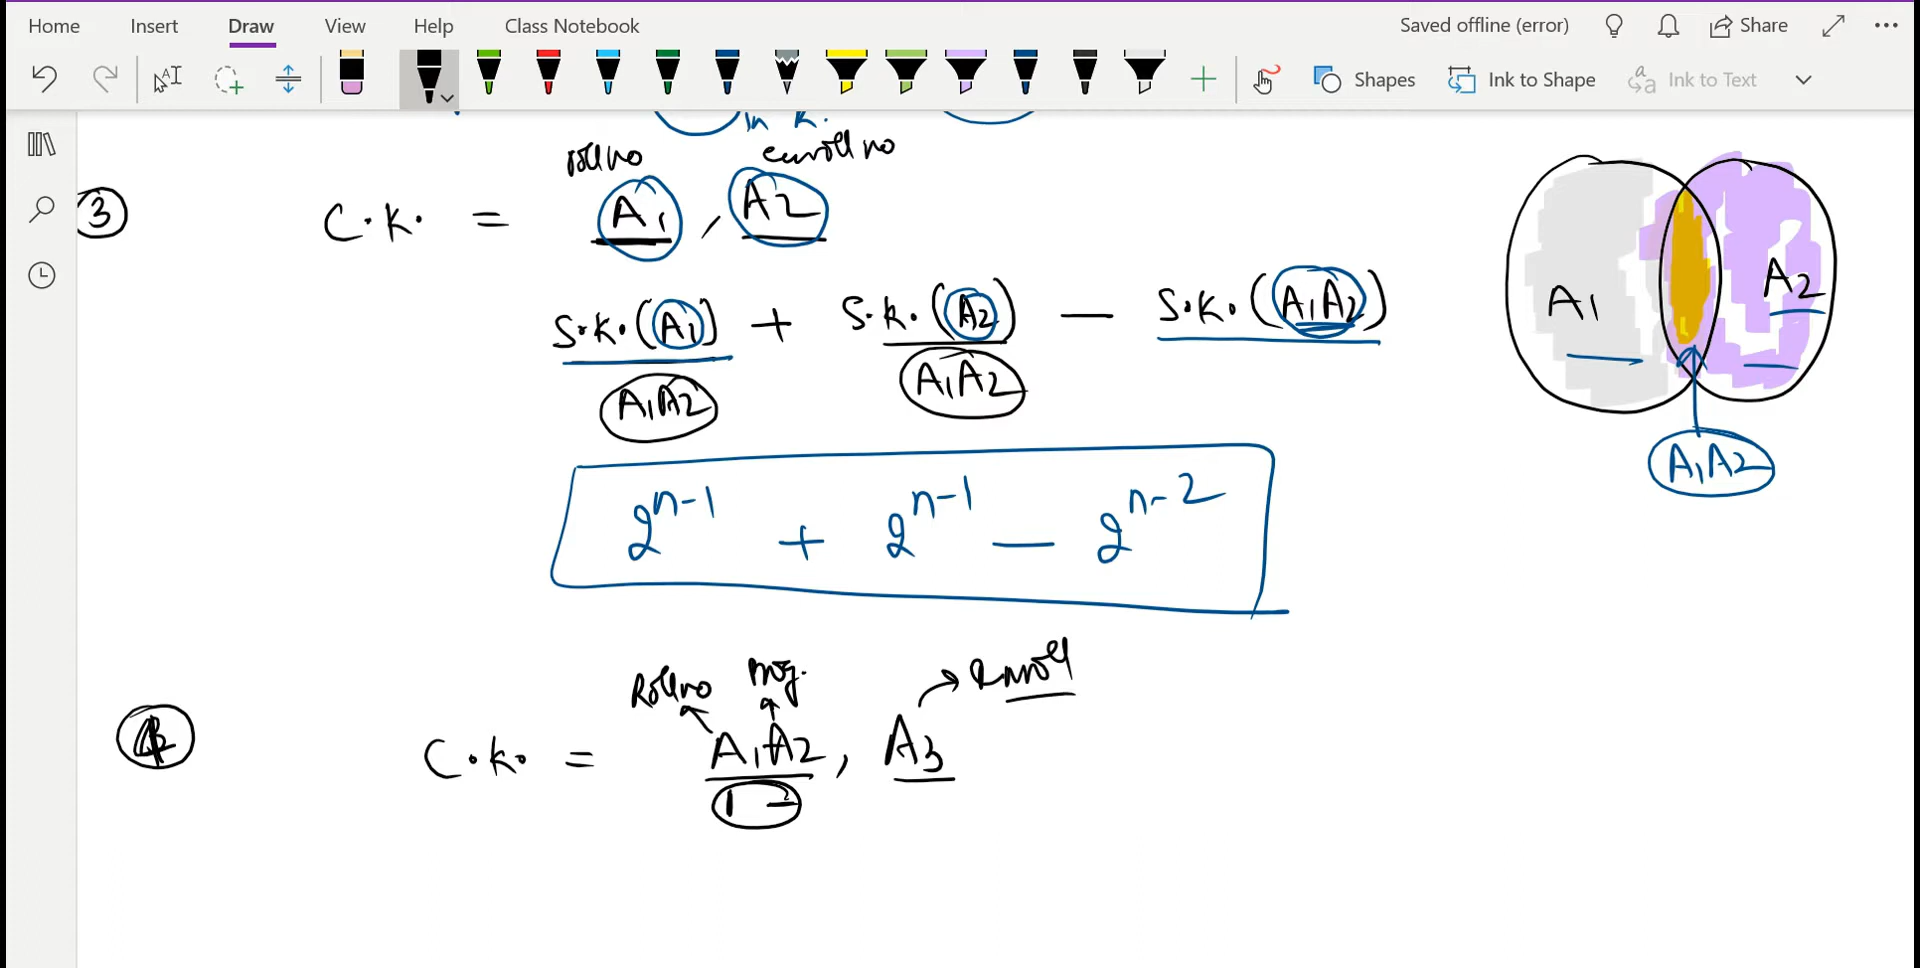 Home Insert Draw View Help Class Notebook Saved offline (error) Share
Shapes Ink to Shape Ink to Text
in k.
roll no enroll no
3 C.K. = A1, A2
S.K.(A1) + S.K.(A2) — S.K.(A1A2)
A1A2 A1A2
2^n-1 + 2^n-1 — 2^n-2
A1 A2
A1A2
Rollno Enroll
C.K. = A1A2, A3